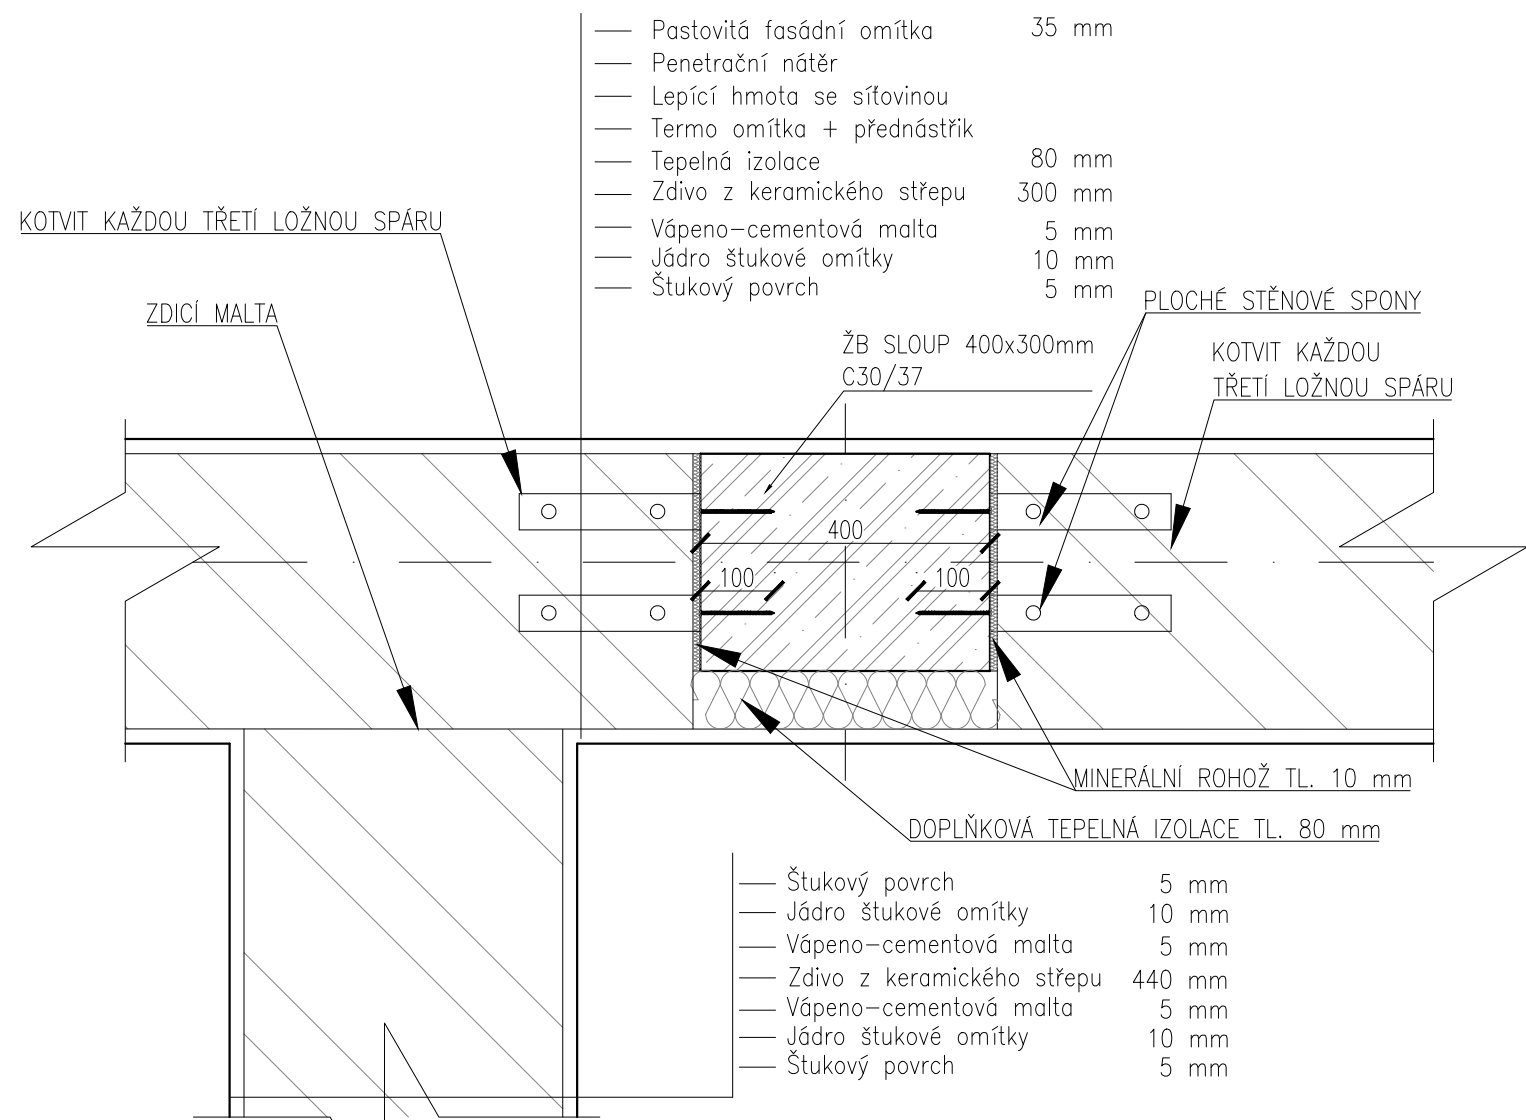 Pastovitá fasádní omítka 35 mm
Penetrační nátěr
Lepící hmota se síťovinou
Termo omítka + přednástřik
Tepelná izolace 80 mm
Zdivo z keramického střepu 300 mm
Vápeno-cementová malta 5 mm
Jádro štukové omítky 10 mm
Štukový povrch 5 mm
KOTVIT KAŽDOU TŘETÍ LOŽNOU SPÁRU
ZDICÍ MALTA
PLOCHÉ STĚNOVÉ SPONY
ŽB SLOUP 400x300mm
C30/37
KOTVIT KAŽDOU
TŘETÍ LOŽNOU SPÁRU
400
100
100
MINERÁLNÍ ROHOŽ TL. 10 mm
DOPLŇKOVÁ TEPELNÁ IZOLACE TL. 80 mm
Štukový povrch 5 mm
Jádro štukové omítky 10 mm
Vápeno-cementová malta 5 mm
Zdivo z keramického střepu 440 mm
Vápeno-cementová malta 5 mm
Jádro štukové omítky 10 mm
Štukový povrch 5 mm